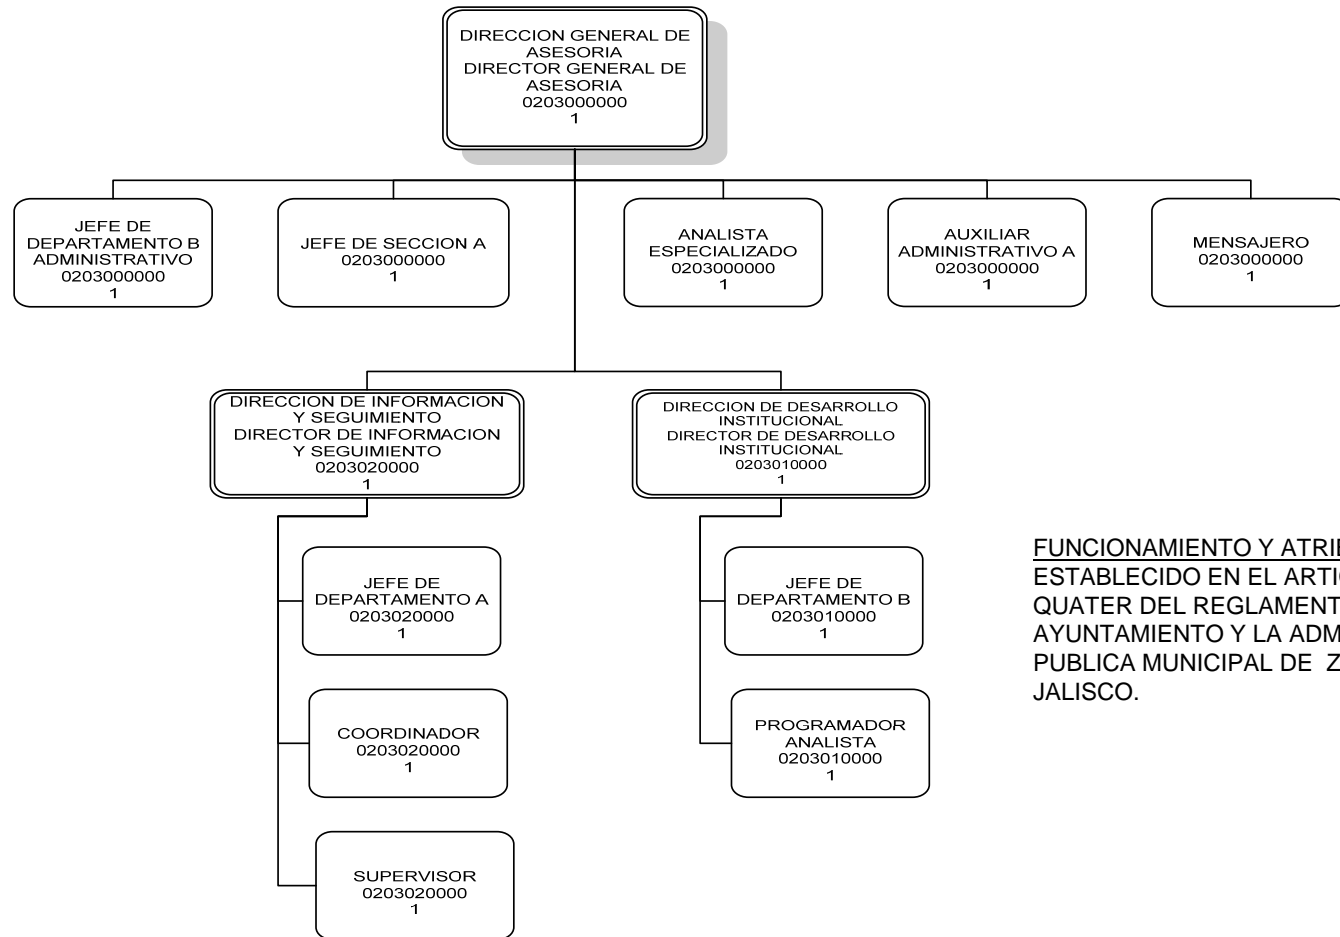 DIRECCION GENERAL DE
ASESORIA
DIRECTOR GENERAL DE
ASESORIA
0203000000
1
JEFE DE
DEPARTAMENTO B
ADMINISTRATIVO
0203000000
1
JEFE DE SECCION A
0203000000
1
ANALISTA
ESPECIALIZADO
0203000000
1
AUXILIAR
ADMINISTRATIVO A
0203000000
1
MENSAJERO
0203000000
1
DIRECCION DE INFORMACION
Y SEGUIMIENTO
DIRECTOR DE INFORMACION
Y SEGUIMIENTO
0203020000
1
DIRECCION DE DESARROLLO
INSTITUCIONAL
DIRECTOR DE DESARROLLO
INSTITUCIONAL
0203010000
1
JEFE DE
DEPARTAMENTO A
0203020000
1
COORDINADOR
0203020000
1
SUPERVISOR
0203020000
1
JEFE DE
DEPARTAMENTO B
0203010000
1
PROGRAMADOR
ANALISTA
0203010000
1
FUNCIONAMIENTO Y
ESTABLECIDO EN EL
QUATER DEL
AYUNTAMIENTO Y LA
PUBLICA MUNICIPAL DE
JALISCO.